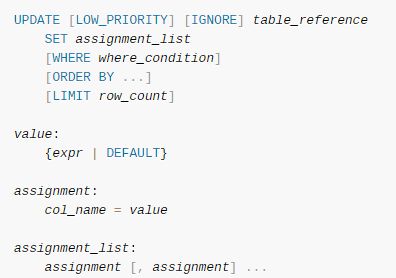 UPDATE [LOW_PRIORITY] [IGNORE] table_reference
    SET assignment_list
    [WHERE where_condition]
    [ORDER BY ...]
    [LIMIT row_count]

value:
    {expr | DEFAULT}

assignment:
    col_name = value

assignment_list:
    assignment [, assignment] ...